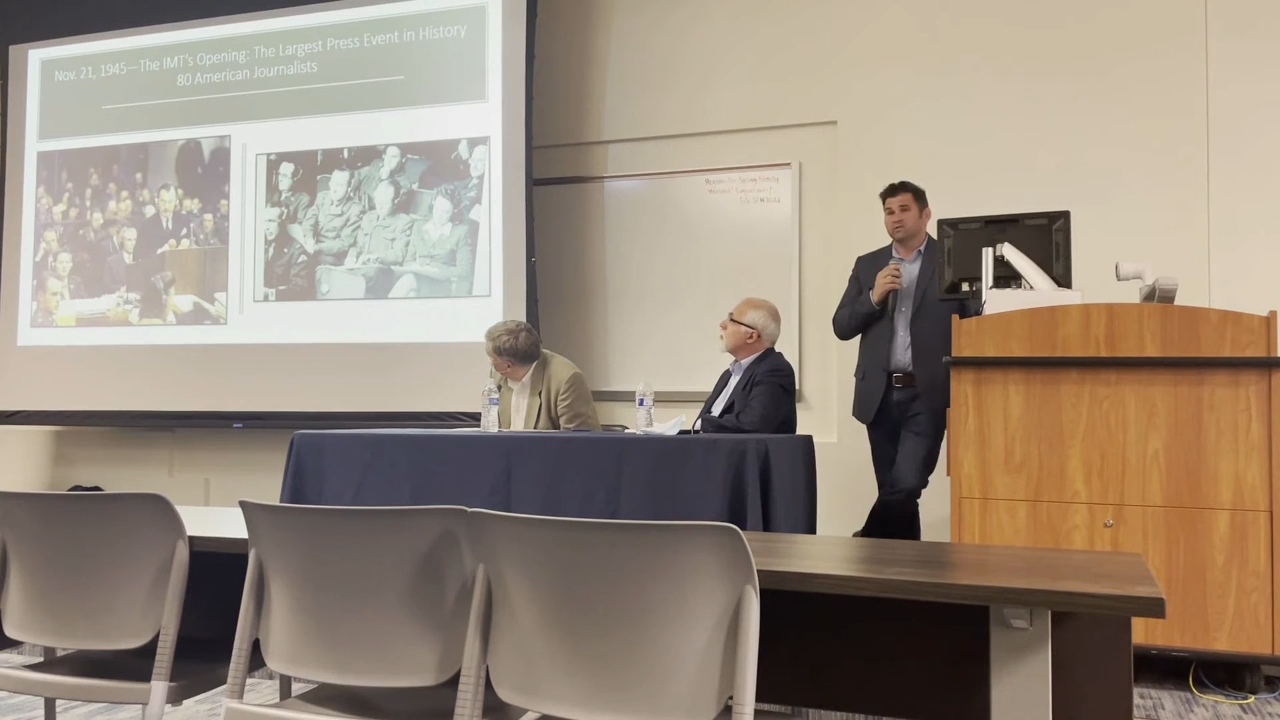 Nov. 21, 1945—The IMT's Opening: The Largest Press Event in History
80 American Journalists